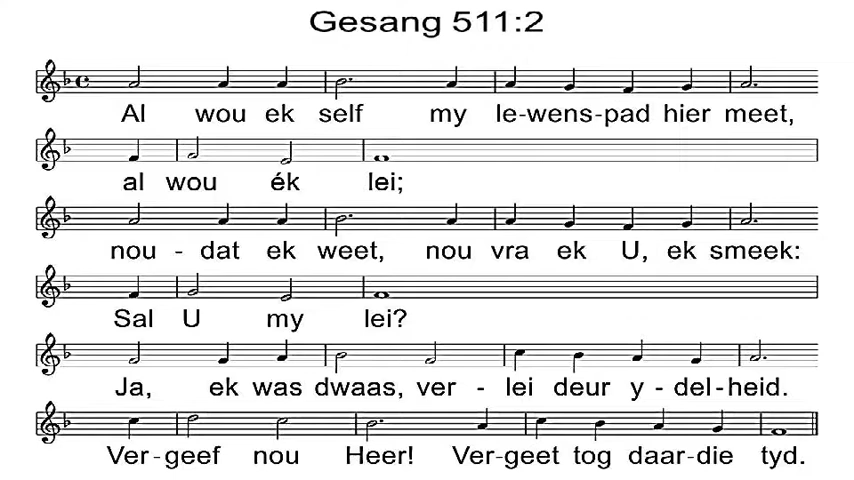 Gesang 511:2
Al wou ek self my le-wens-pad hier meet,
al wou ék lei;
nou - dat ek weet, nou vra ek U, ek smeek:
Sal U my lei?
Ja, ek was dwaas, ver - lei deur y - del-heid.
Ver-geef nou Heer! Ver-geet tog daar-die tyd.